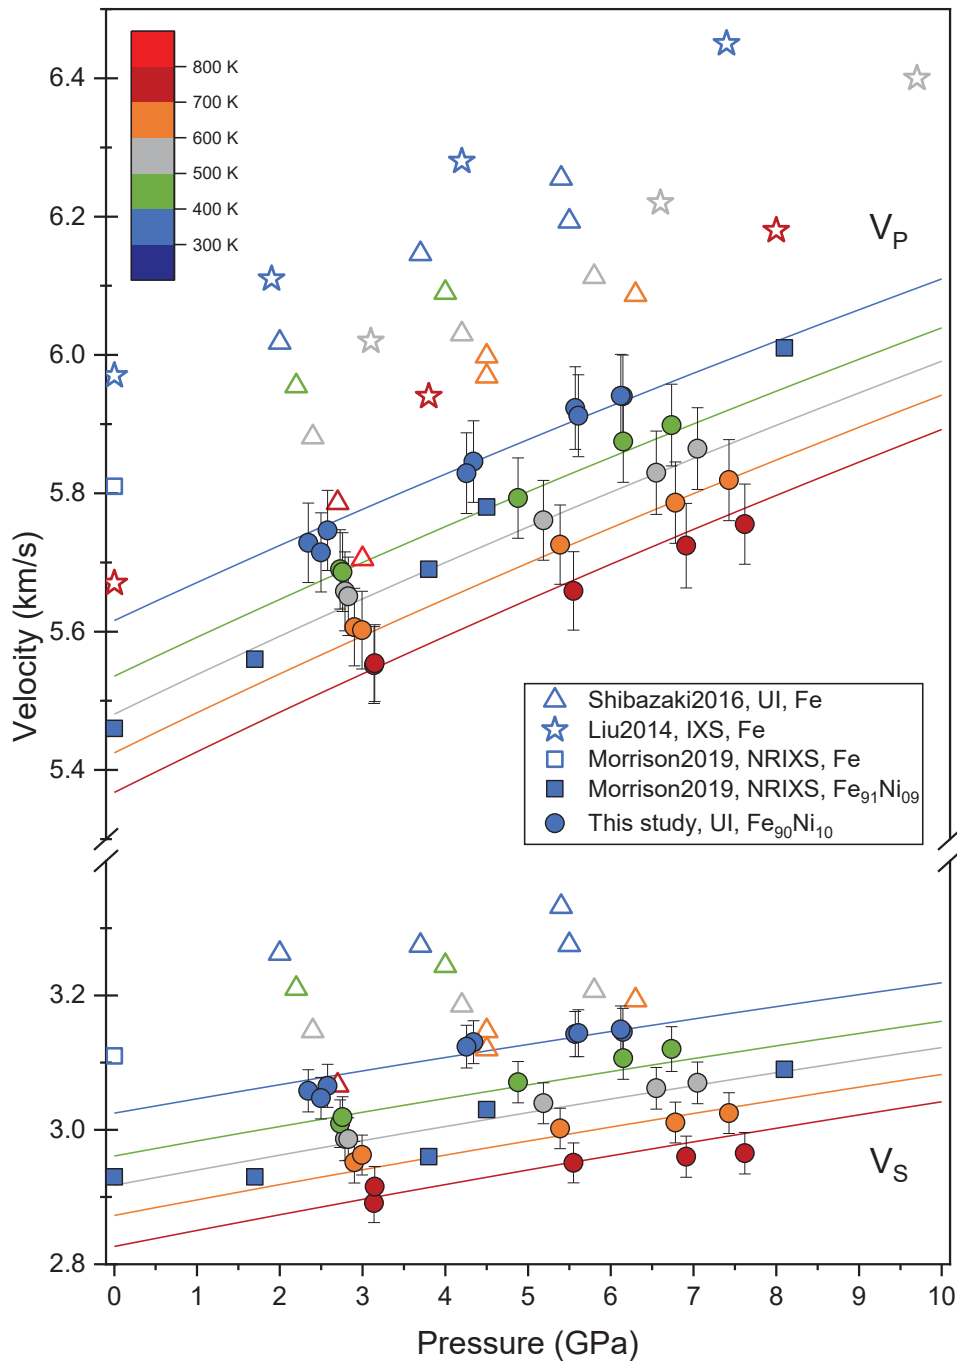 6.4
6.2
6.0
5.8
5.6
5.4
3.2
3.0
2.8
Velocity (km/s)
800 K
700 K
600 K
500 K
400 K
300 K
V_P
Shibazaki2016, UI, Fe
Liu2014, IXS, Fe
Morrison2019, NRIXS, Fe
Morrison2019, NRIXS, Fe₉₁Ni₀₉
This study, UI, Fe₉₀Ni₁₀
V_S
0 1 2 3 4 5 6 7 8 9 10
Pressure (GPa)